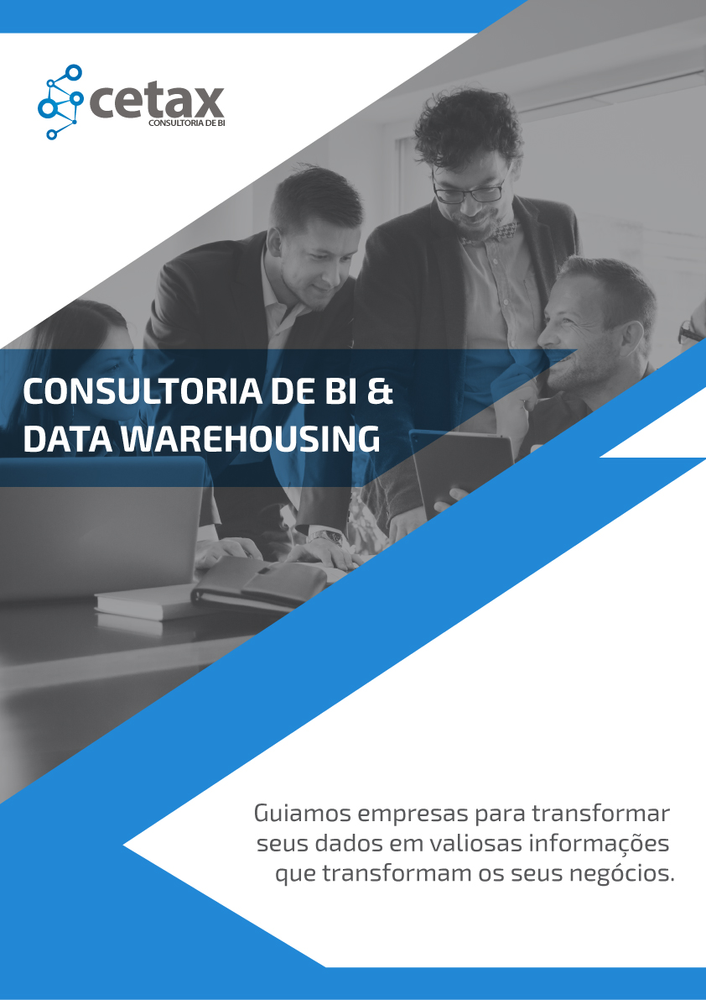 cetax
CONSULTORIA DE BI
CONSULTORIA DE BI &
DATA WAREHOUSING
Guiamos empresas para transformar
seus dados em valiosas informações
que transformam os seus negócios.